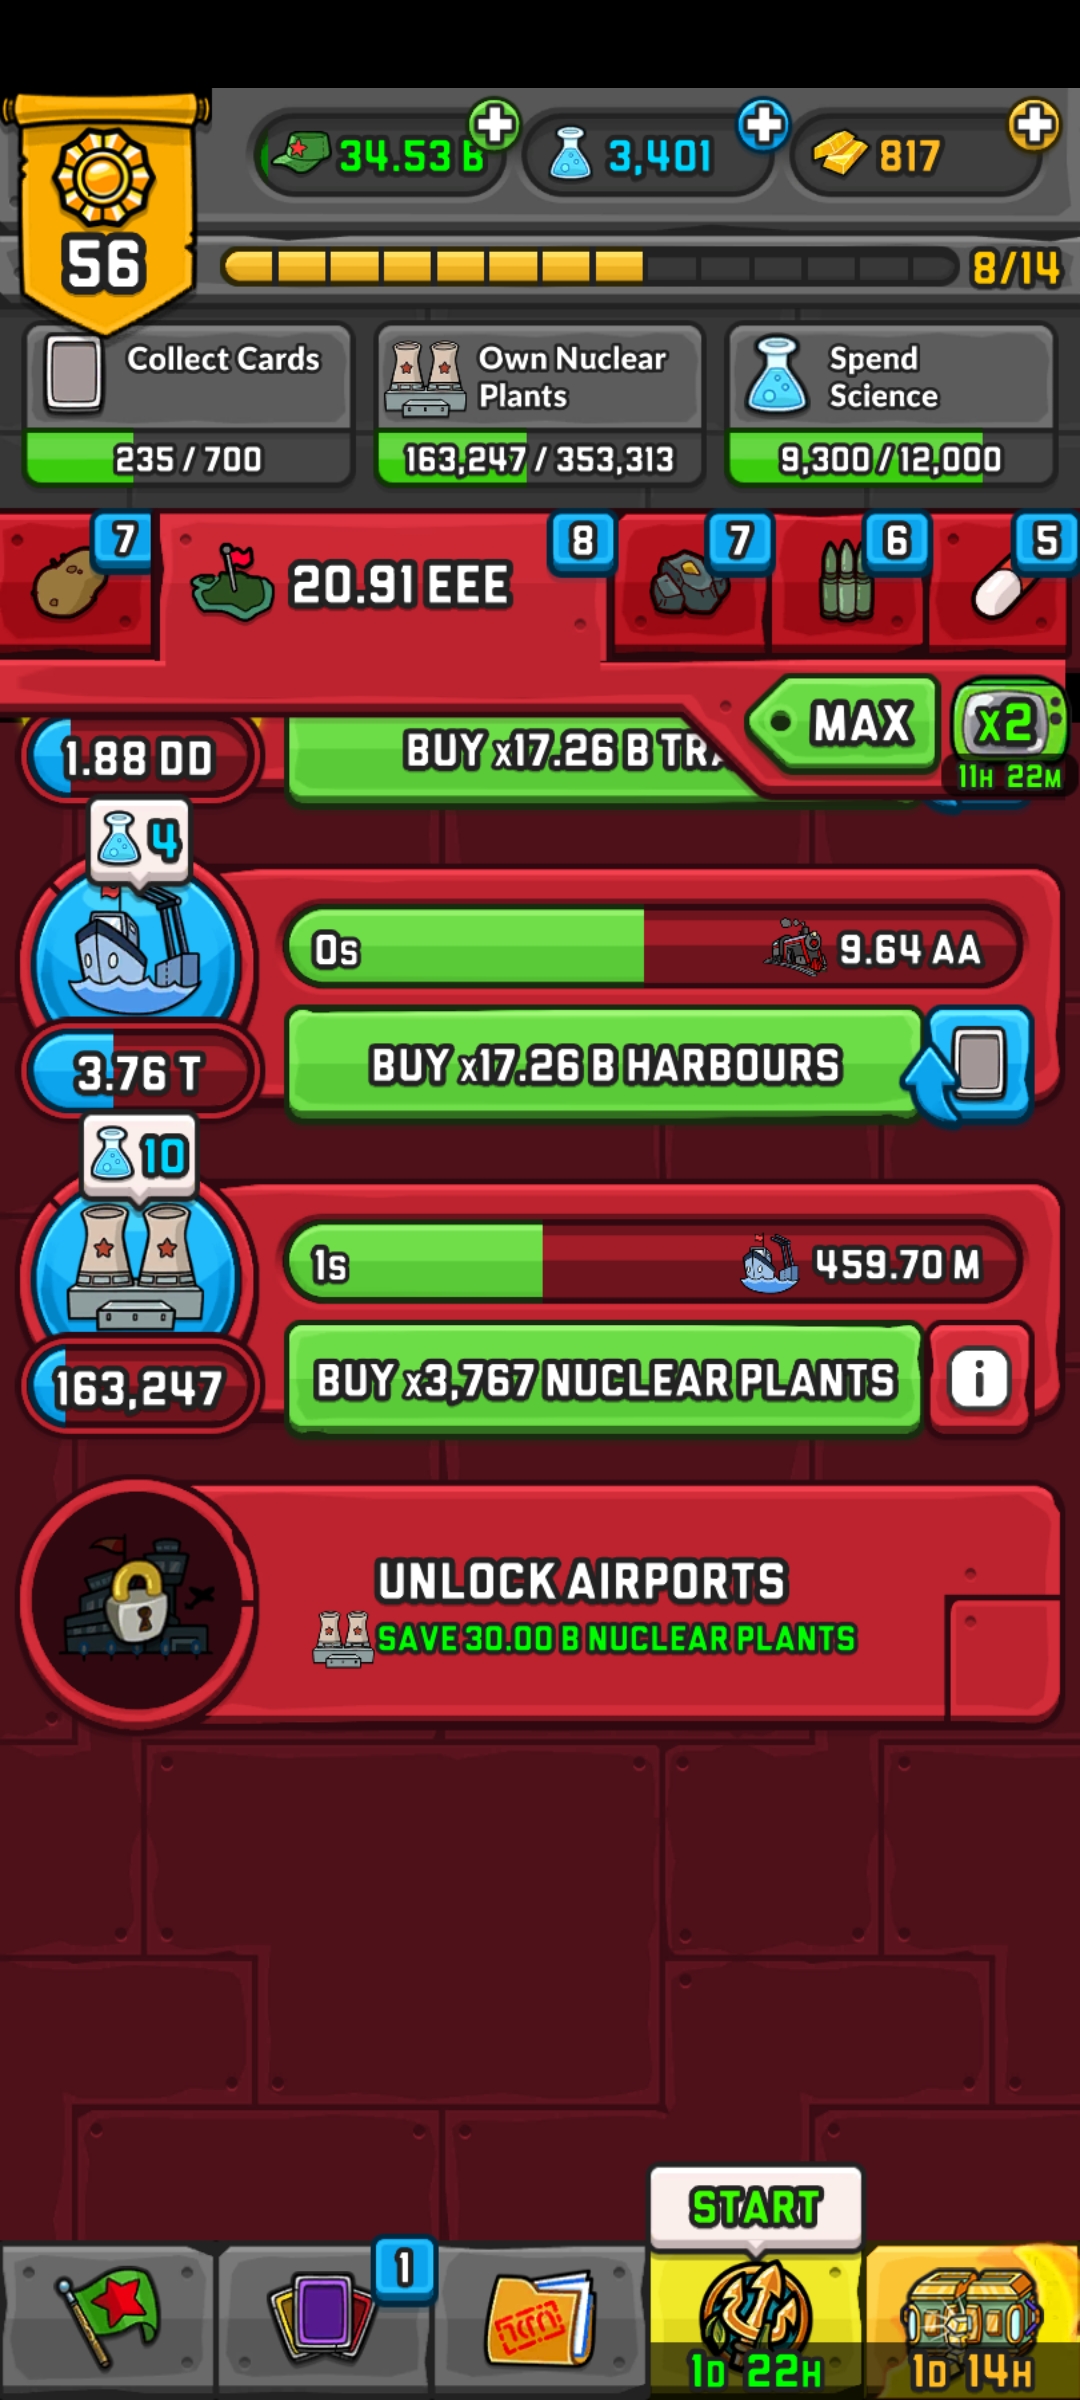 34.53 B
3,401
817
56
8/14
Collect Cards
235 / 700
Own Nuclear
Plants
163,247 / 353,313
Spend
Science
9,300 / 12,000
7
20.91 EEE
8
7
6
5
MAX
x2
11H 22M
1.88 DD
BUY x17.26 B TRA
4
0s
9.64 AA
3.76 T
BUY x17.26 B HARBOURS
10
1s
459.70 M
163,247
BUY x3,767 NUCLEAR PLANTS
i
UNLOCK AIRPORTS
SAVE 30.00 B NUCLEAR PLANTS
START
1
1D 22H
1D 14H